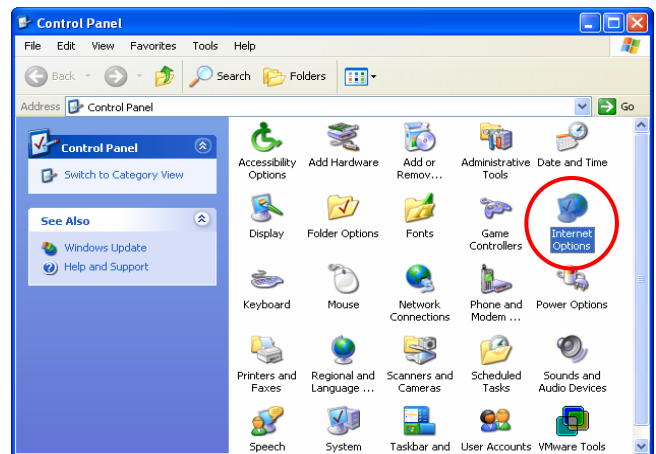 Control Panel
File Edit View Favorites Tools Help
Back Search Folders
Address Control Panel Go
Control Panel
Switch to Category View
See Also
Windows Update
Help and Support
Accessibility Options
Add Hardware
Add or Remov...
Administrative Tools
Date and Time
Display
Folder Options
Fonts
Game Controllers
Internet Options
Keyboard
Mouse
Network Connections
Phone and Modem ...
Power Options
Printers and Faxes
Regional and Language ...
Scanners and Cameras
Scheduled Tasks
Sounds and Audio Devices
Speech
System
Taskbar and
User Accounts
VMware Tools